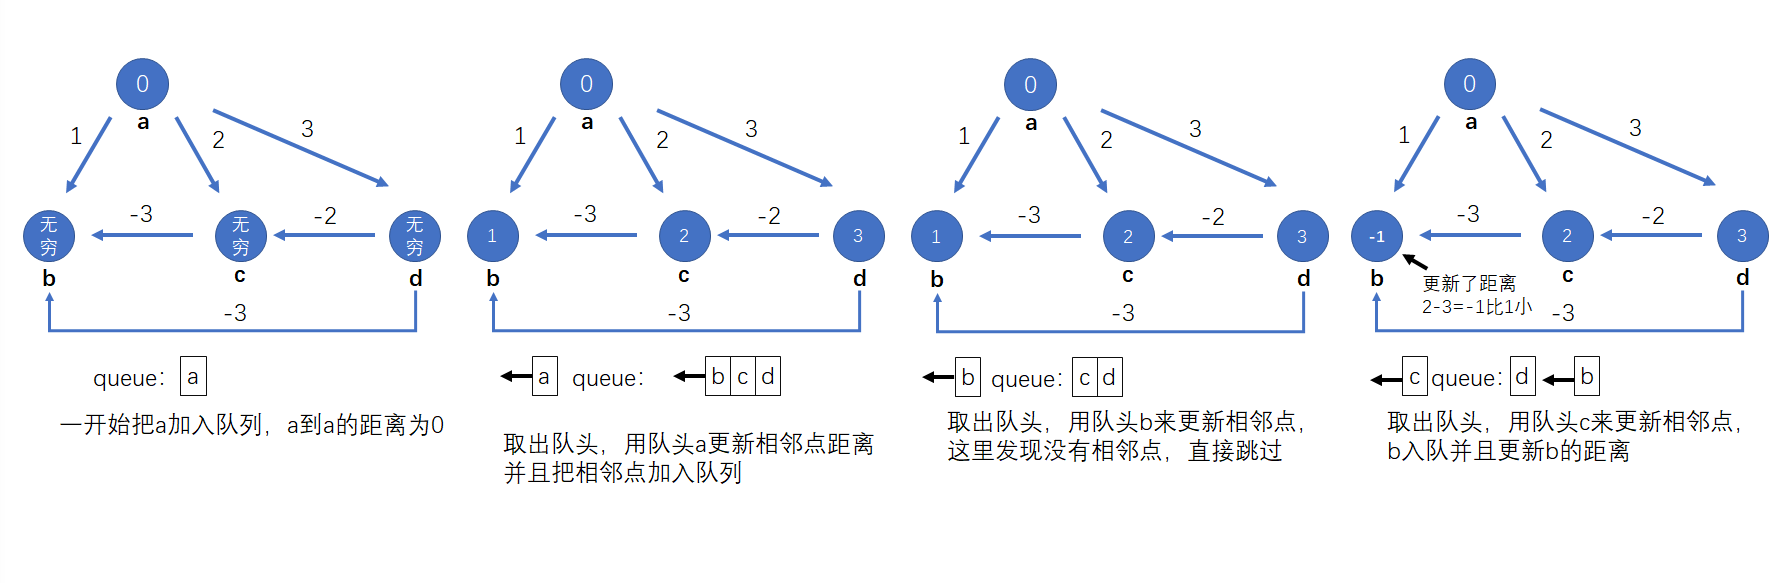 0
a
1
2
3
无
穷
-3
无
穷
-2
无
穷
b
c
d
-3
queue: a
一开始把a加入队列，a到a的距离为0
0
a
1
2
3
1
-3
2
-2
3
b
c
d
-3
a queue: b c d
取出队头，用队头a更新相邻点距离
并且把相邻点加入队列
0
a
1
2
3
1
-3
2
-2
3
b
c
d
-3
b queue: c d
取出队头，用队头b来更新相邻点,
这里发现没有相邻点，直接跳过
0
a
1
2
3
-1
-3
2
-2
3
b
c
d
更新了距离
2-3=-1比1小
-3
c queue: d b
取出队头，用队头c来更新相邻点,
b入队并且更新b的距离